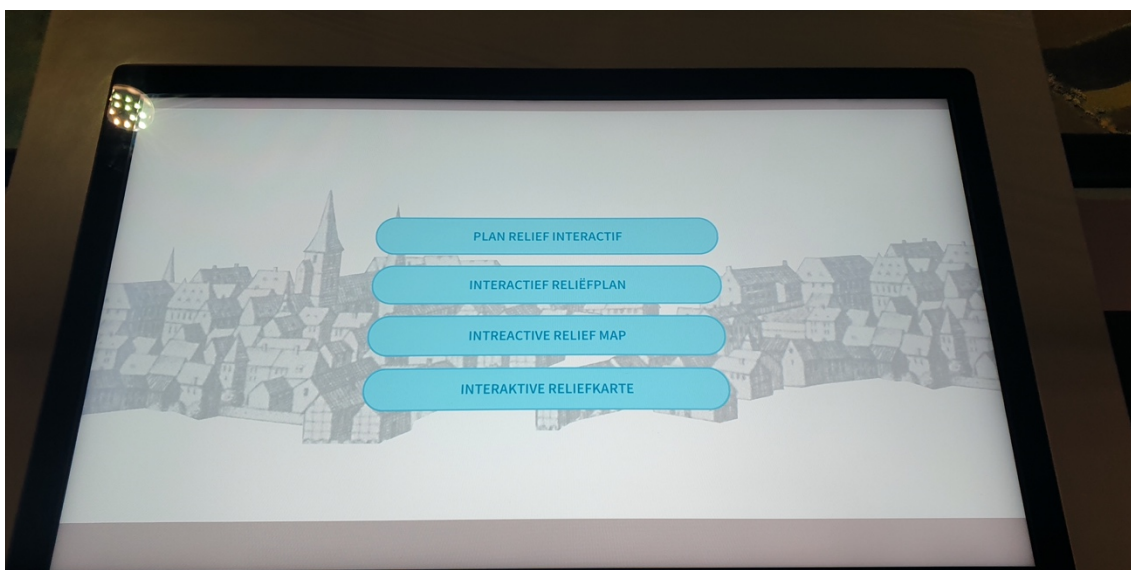 PLAN RELIEF INTERACTIF
INTERACTIEF RELIËFPLAN
INTREACTIVE RELIEF MAP
INTERAKTIVE RELIEFKARTE